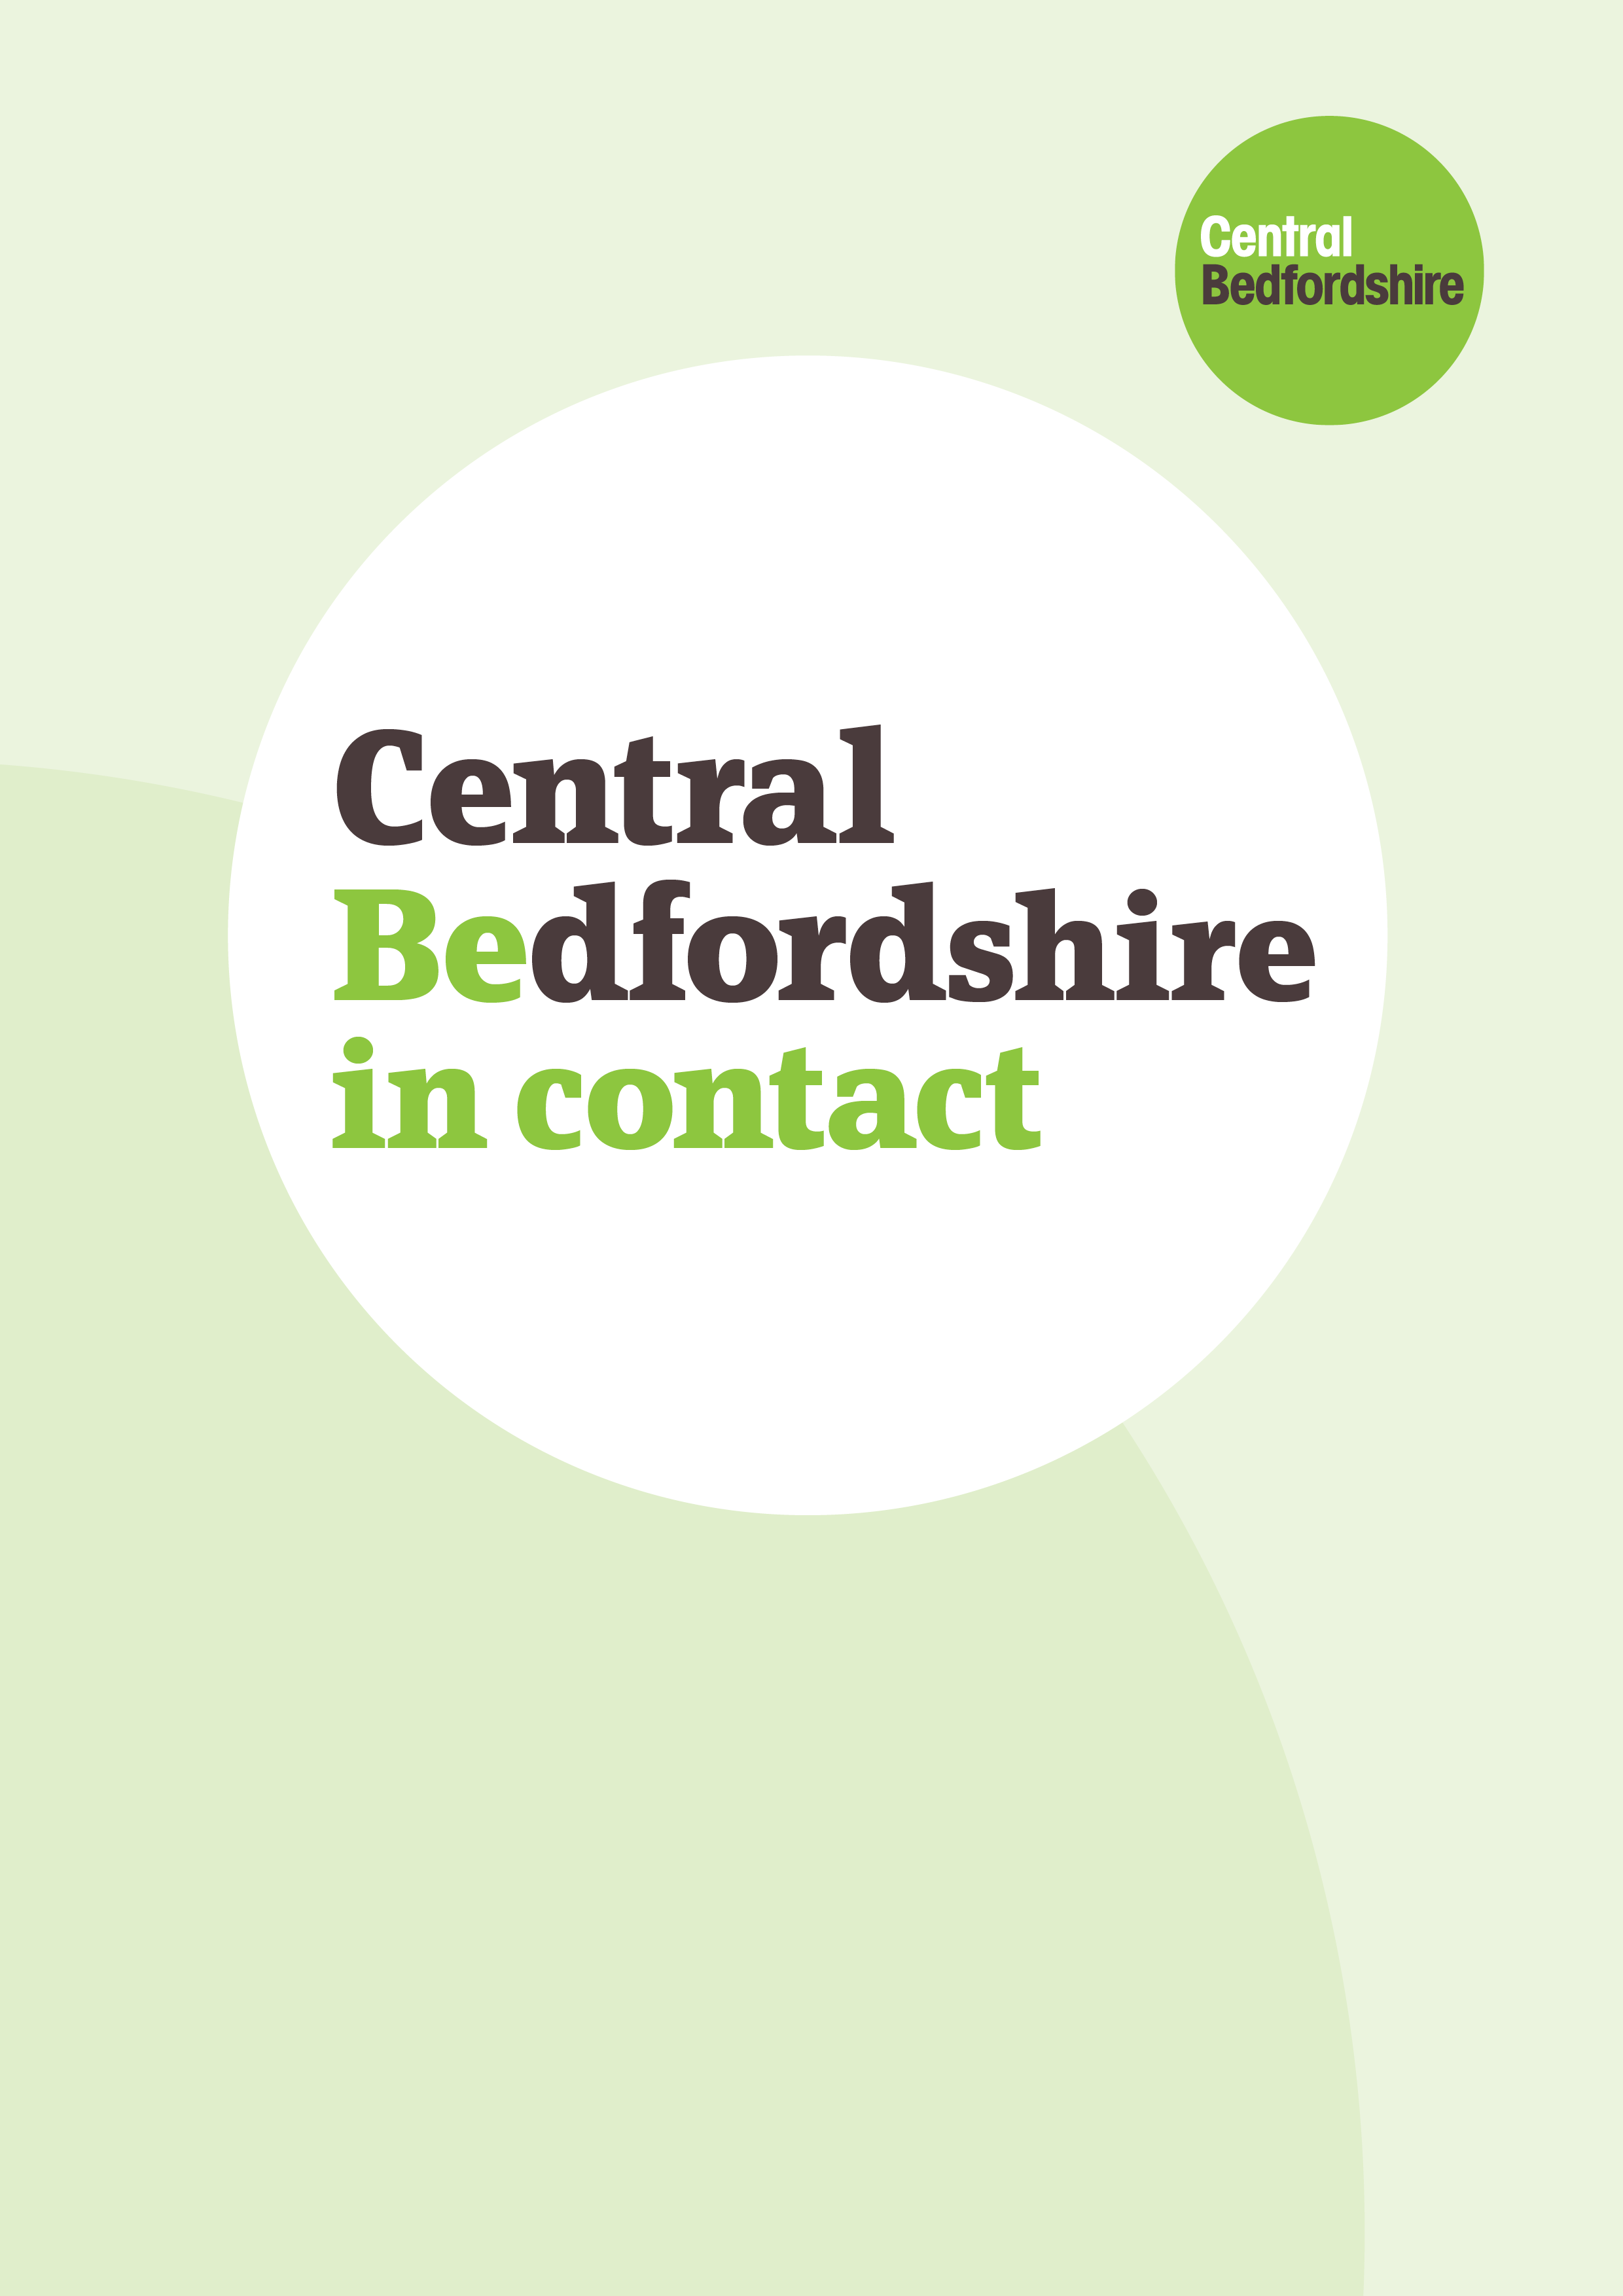 Central
Bedfordshire
Central
Bedfordshire
in contact